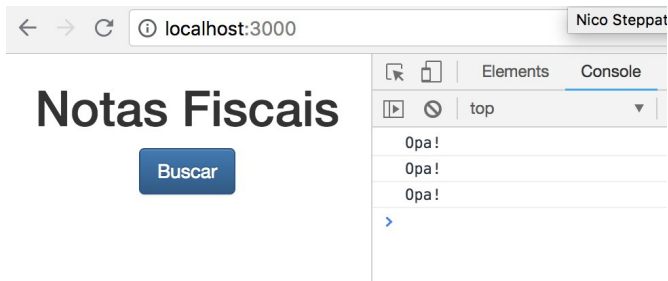 localhost:3000
Nico Steppat
Notas Fiscais
Buscar
Elements Console
top
Opa!
Opa!
Opa!